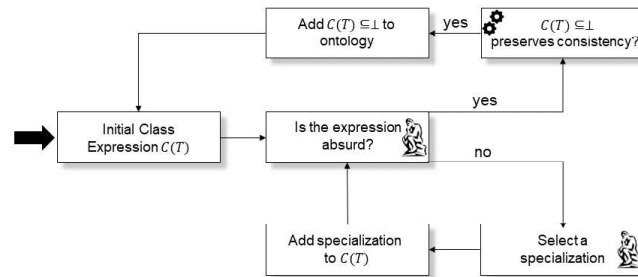 Add C(T) ⊆⊥ to
ontology
yes
C(T) ⊆⊥
preserves consistency?
yes
Initial Class
Expression C(T)
Is the expression
absurd?
no
Add specialization
to C(T)
Select a
specialization